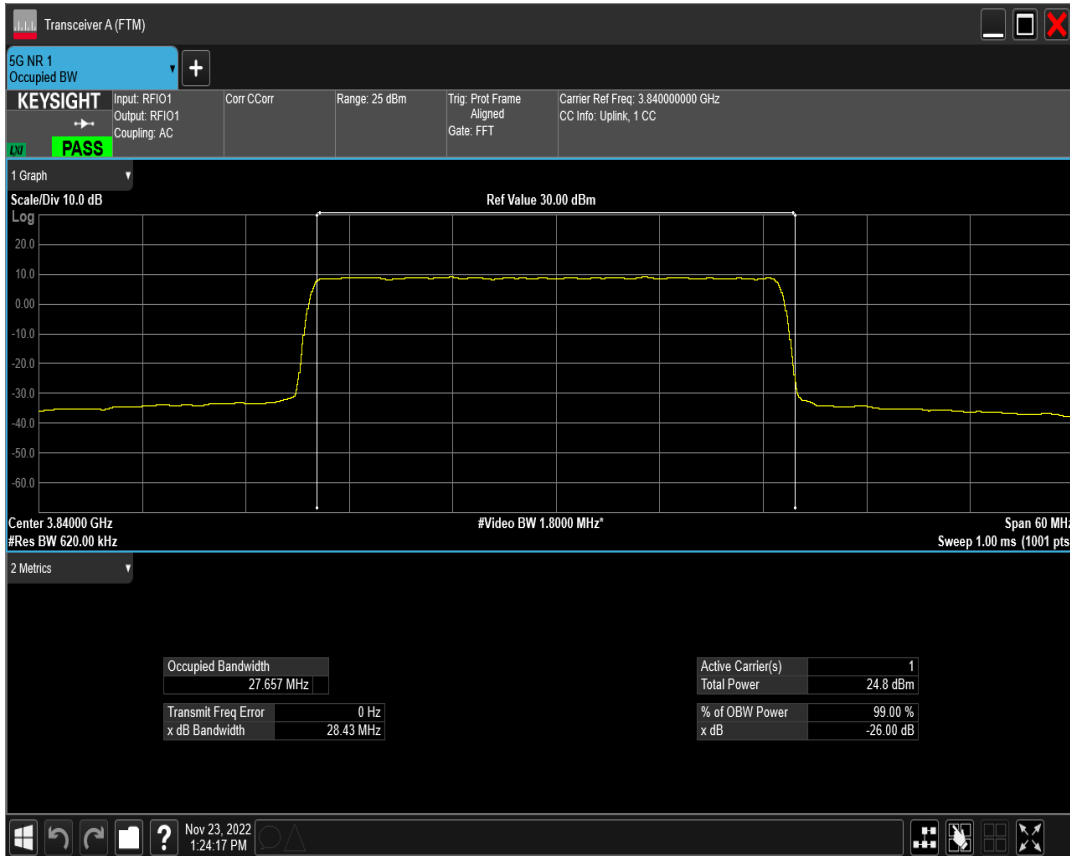 Transceiver A (FTM)
5G NR 1
Occupied BW
+
KEYSIGHT
LXI
PASS
Input: RFIO1
Output: RFIO1
Coupling: AC
Corr CCorr
Range: 25 dBm
Trig: Prot Frame
Aligned
Gate: FFT
Carrier Ref Freq: 3.840000000 GHz
CC Info: Uplink, 1 CC
1 Graph
Scale/Div 10.0 dB
Ref Value 30.00 dBm
Log
20.0
10.0
0.00
-10.0
-20.0
-30.0
-40.0
-50.0
-60.0
Center 3.84000 GHz
#Video BW 1.8000 MHz*
Span 60 MHz
#Res BW 620.00 kHz
Sweep 1.00 ms (1001 pts
2 Metrics
Occupied Bandwidth
27.657 MHz
Transmit Freq Error 0 Hz
x dB Bandwidth 28.43 MHz
Active Carrier(s) 1
Total Power 24.8 dBm
% of OBW Power 99.00 %
x dB -26.00 dB
?
Nov 23, 2022
1:24:17 PM